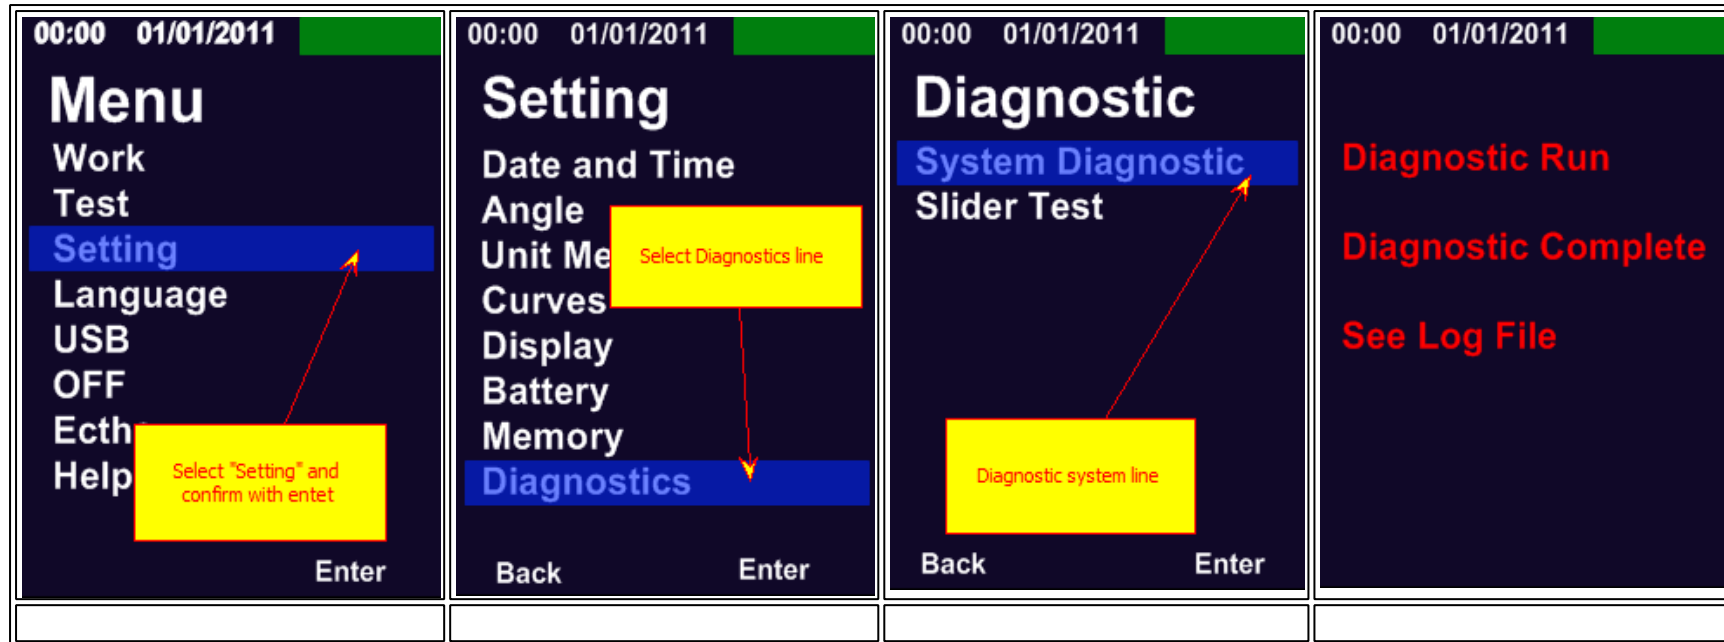 00:00 01/01/2011
Menu
Work
Test
Setting
Language
USB
OFF
Ecth
Help
Select "Setting" and
confirm with entet
Enter
00:00 01/01/2011
Setting
Date and Time
Angle
Unit Me
Select Diagnostics line
Curves
Display
Battery
Memory
Diagnostics
Back Enter
00:00 01/01/2011
Diagnostic
System Diagnostic
Slider Test
Diagnostic system line
Back Enter
00:00 01/01/2011
Diagnostic Run
Diagnostic Complete
See Log File